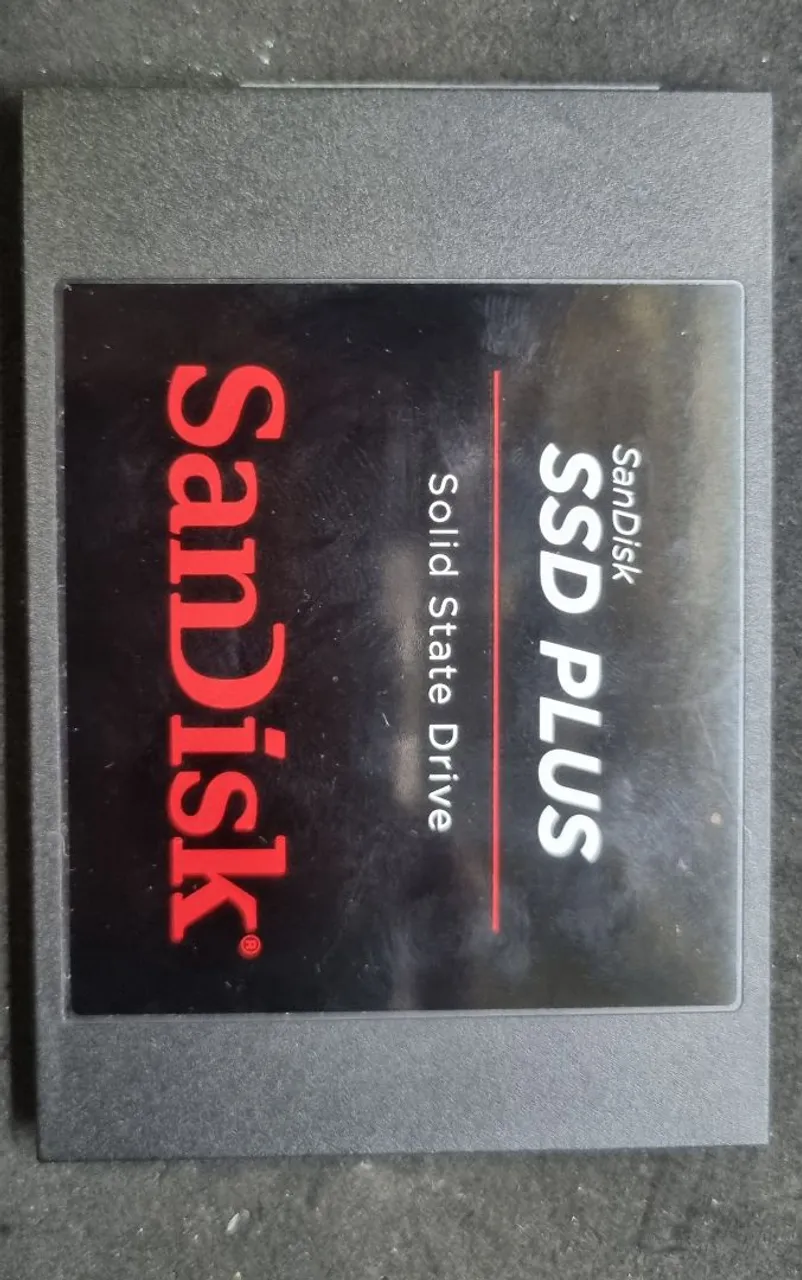 SanDisk
SSD PLUS
Solid State Drive
SanDisk®